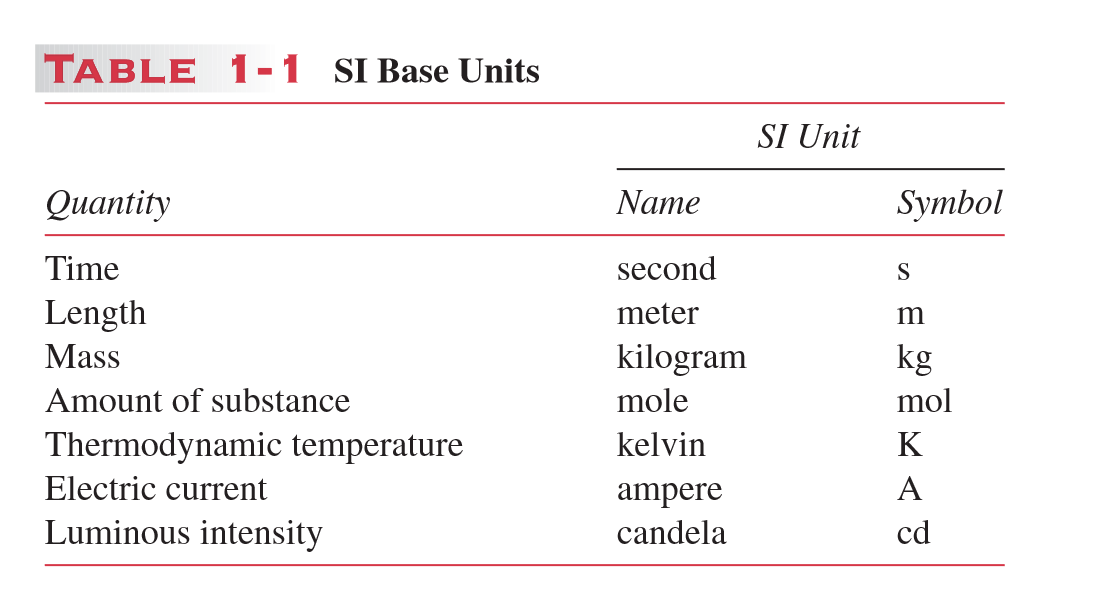 TABLE 1-1 SI Base Units
SI Unit
Quantity Name Symbol
Time second s
Length meter m
Mass kilogram kg
Amount of substance mole mol
Thermodynamic temperature kelvin K
Electric current ampere A
Luminous intensity candela cd